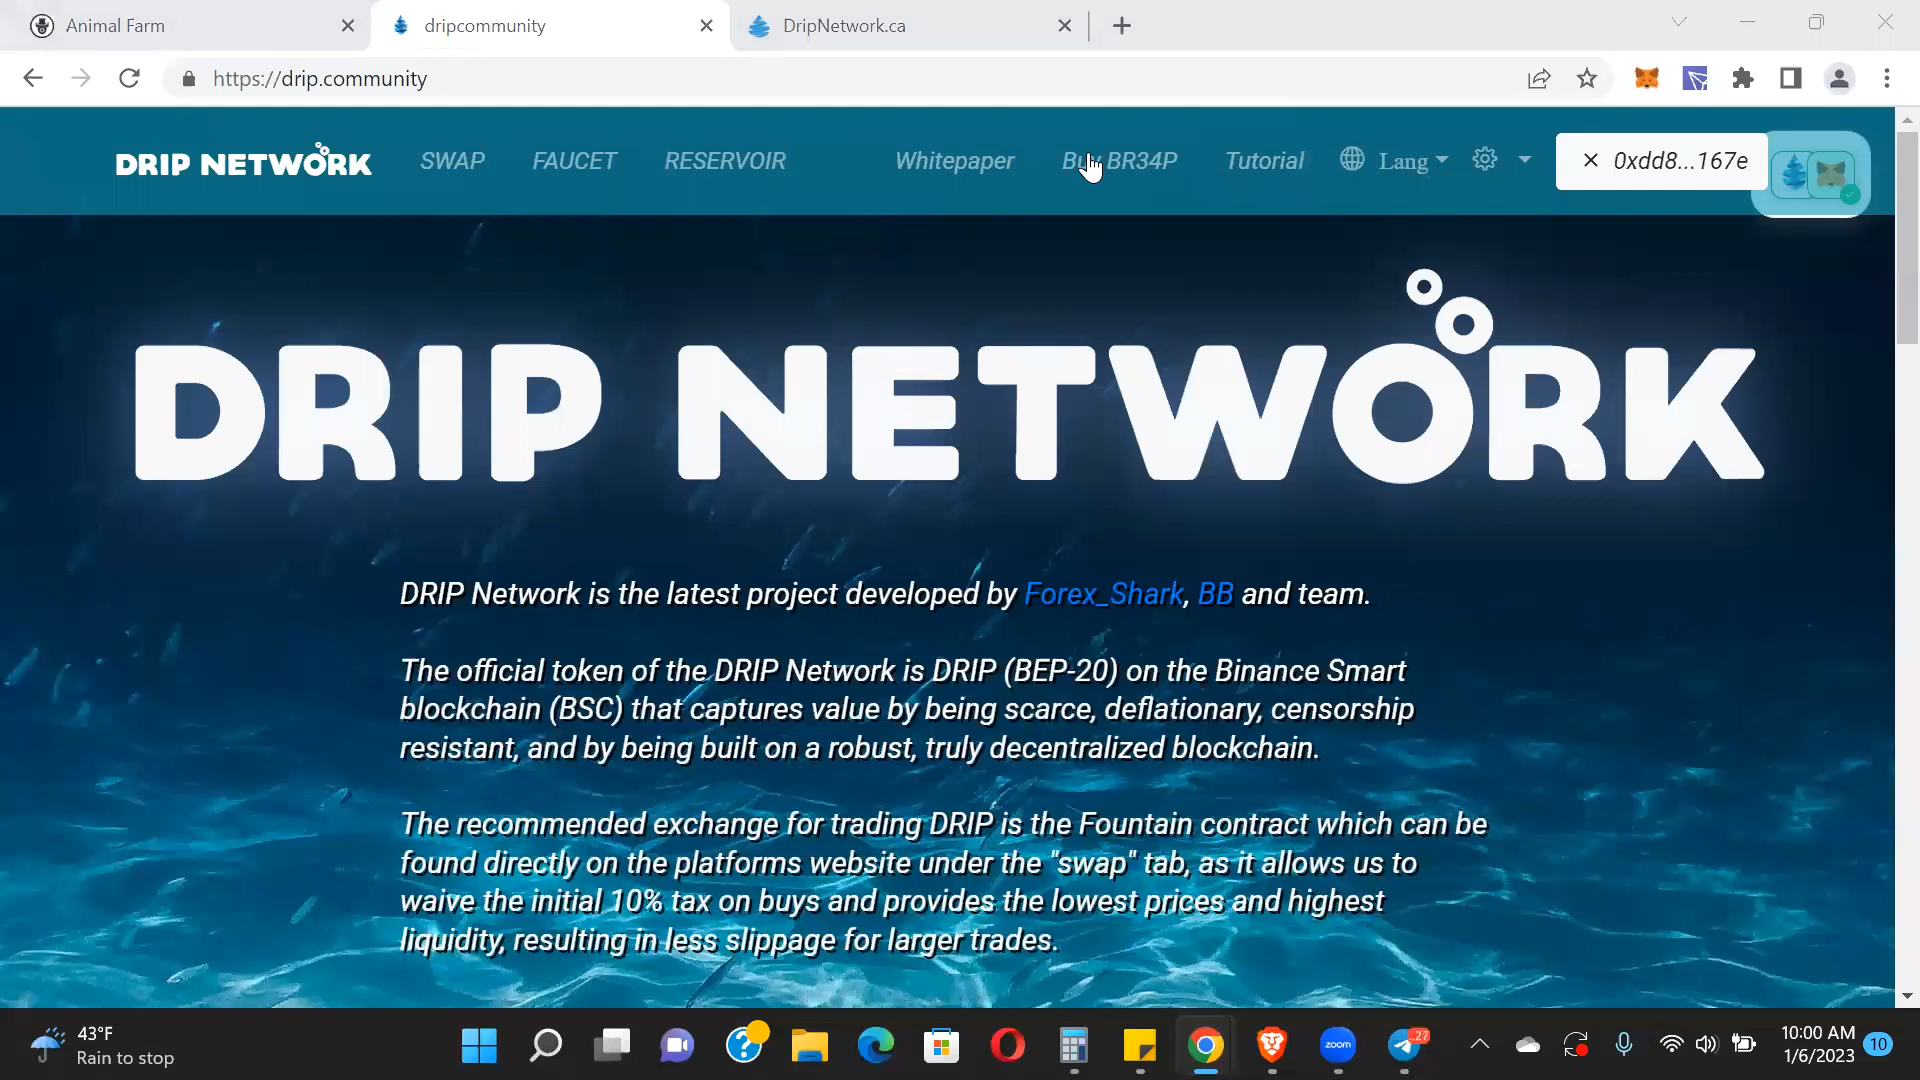 Animal Farm
dripcommunity
DripNetwork.ca
https://drip.community
DRIP NETWORK
SWAP
FAUCET
RESERVOIR
Whitepaper
Buy BR34P
Tutorial
Lang
0xdd8...167e
DRIP NETWORK
DRIP Network is the latest project developed by Forex_Shark, BB and team.
The official token of the DRIP Network is DRIP (BEP-20) on the Binance Smart
blockchain (BSC) that captures value by being scarce, deflationary, censorship
resistant, and by being built on a robust, truly decentralized blockchain.
The recommended exchange for trading DRIP is the Fountain contract which can be
found directly on the platforms website under the "swap" tab, as it allows us to
waive the initial 10% tax on buys and provides the lowest prices and highest
liquidity, resulting in less slippage for larger trades.
43°F
Rain to stop
zoom
27
10:00 AM
1/6/2023
10